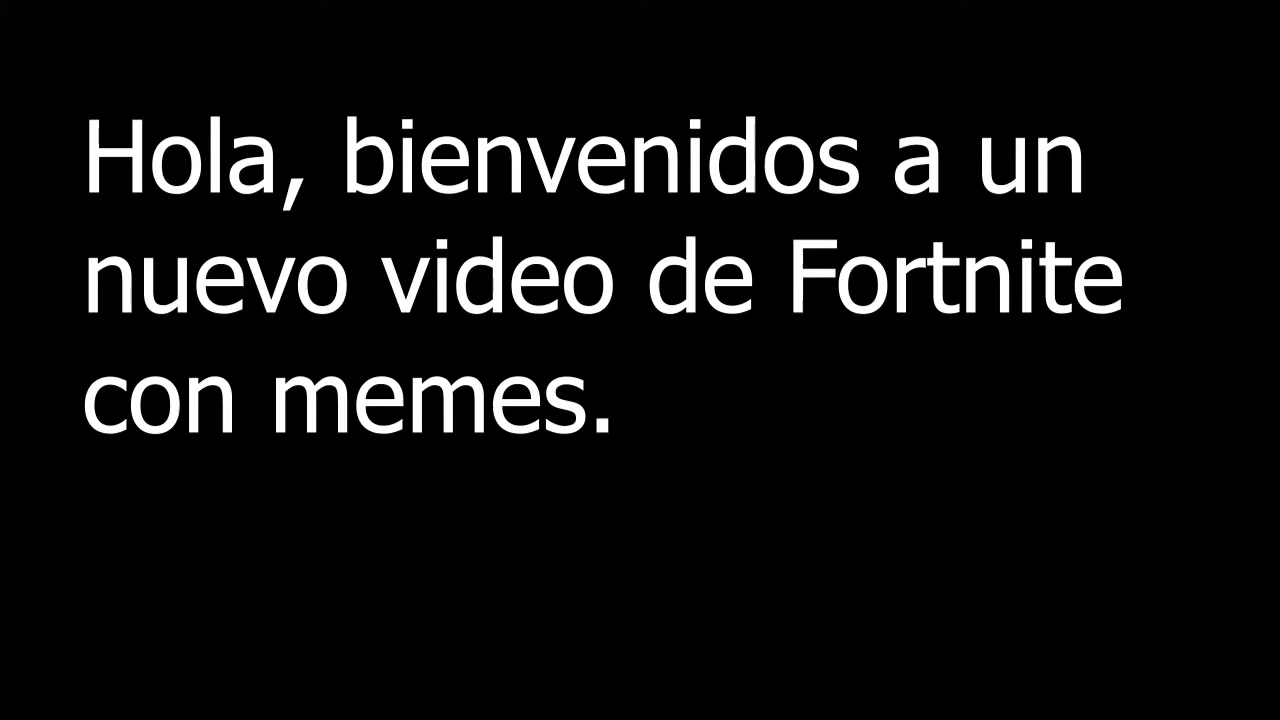 Hola, bienvenidos a un
nuevo video de Fortnite
con memes.